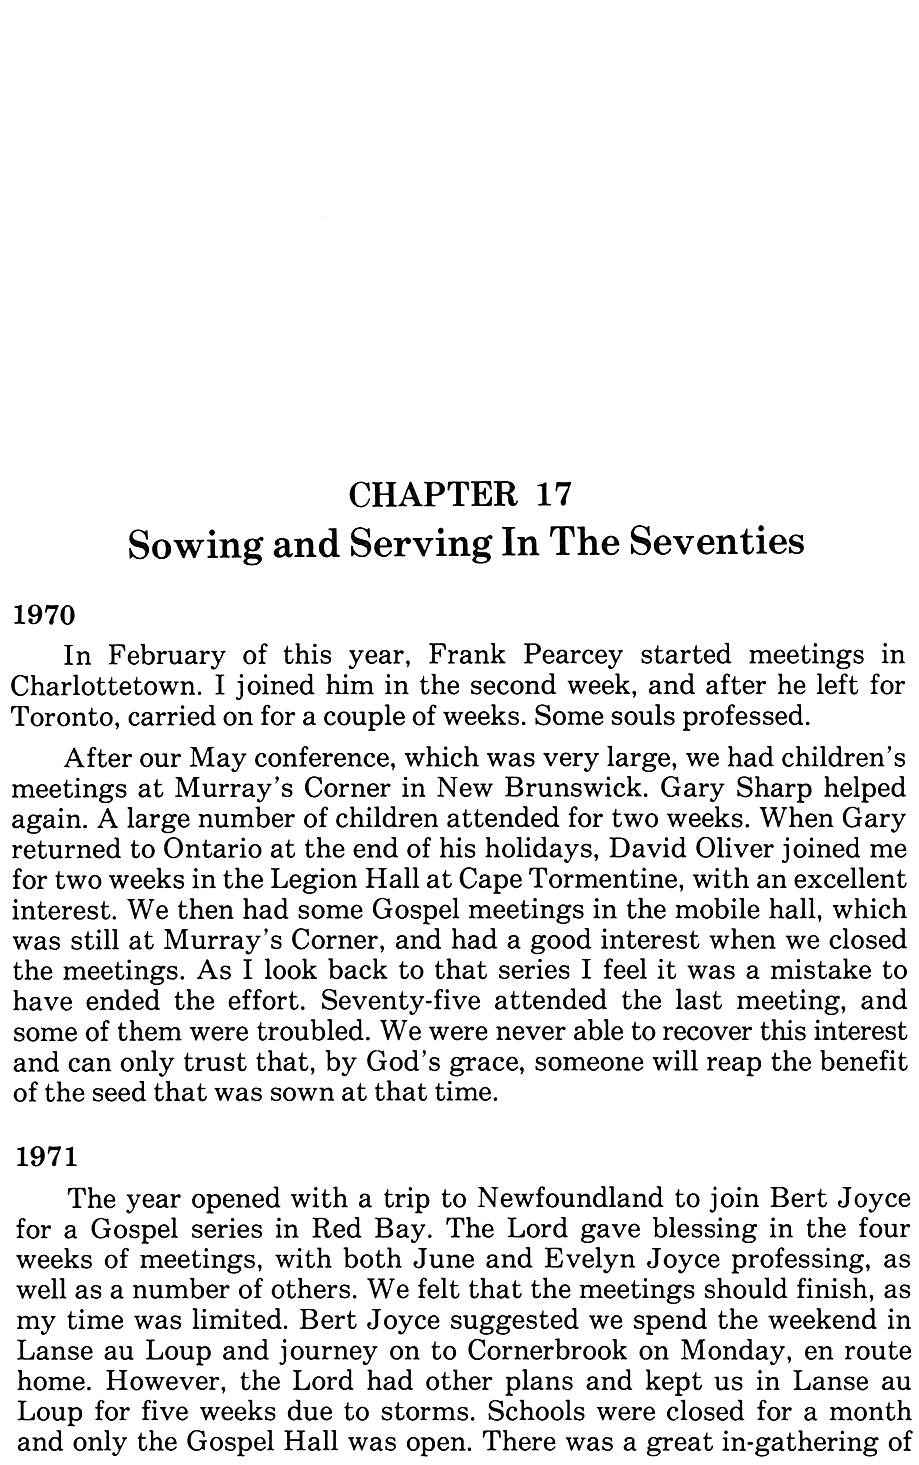 CHAPTER 17
Sowing and Serving In The Seventies
1970
In February of this year, Frank Pearcey started meetings in
Charlottetown. I joined him in the second week, and after he left for
Toronto, carried on for a couple of weeks. Some souls professed.
After our May conference, which was very large, we had children's
meetings at Murray's Corner in New Brunswick. Gary Sharp helped
again. A large number of children attended for two weeks. When Gary
returned to Ontario at the end of his holidays, David Oliver joined me
for two weeks in the Legion Hall at Cape Tormentine, with an excellent
interest. We then had some Gospel meetings in the mobile hall, which
was still at Murray's Corner, and had a good interest when we closed
the meetings. As I look back to that series I feel it was a mistake to
have ended the effort. Seventy-five attended the last meeting, and
some of them were troubled. We were never able to recover this interest
and can only trust that, by God's grace, someone will reap the benefit
of the seed that was sown at that time.
1971
The year opened with a trip to Newfoundland to join Bert Joyce
for a Gospel series in Red Bay. The Lord gave blessing in the four
weeks of meetings, with both June and Evelyn Joyce professing, as
well as a number of others. We felt that the meetings should finish, as
my time was limited. Bert Joyce suggested we spend the weekend in
Lanse au Loup and journey on to Cornerbrook on Monday, en route
home. However, the Lord had other plans and kept us in Lanse au
Loup for five weeks due to storms. Schools were closed for a month
and only the Gospel Hall was open. There was a great in-gathering of